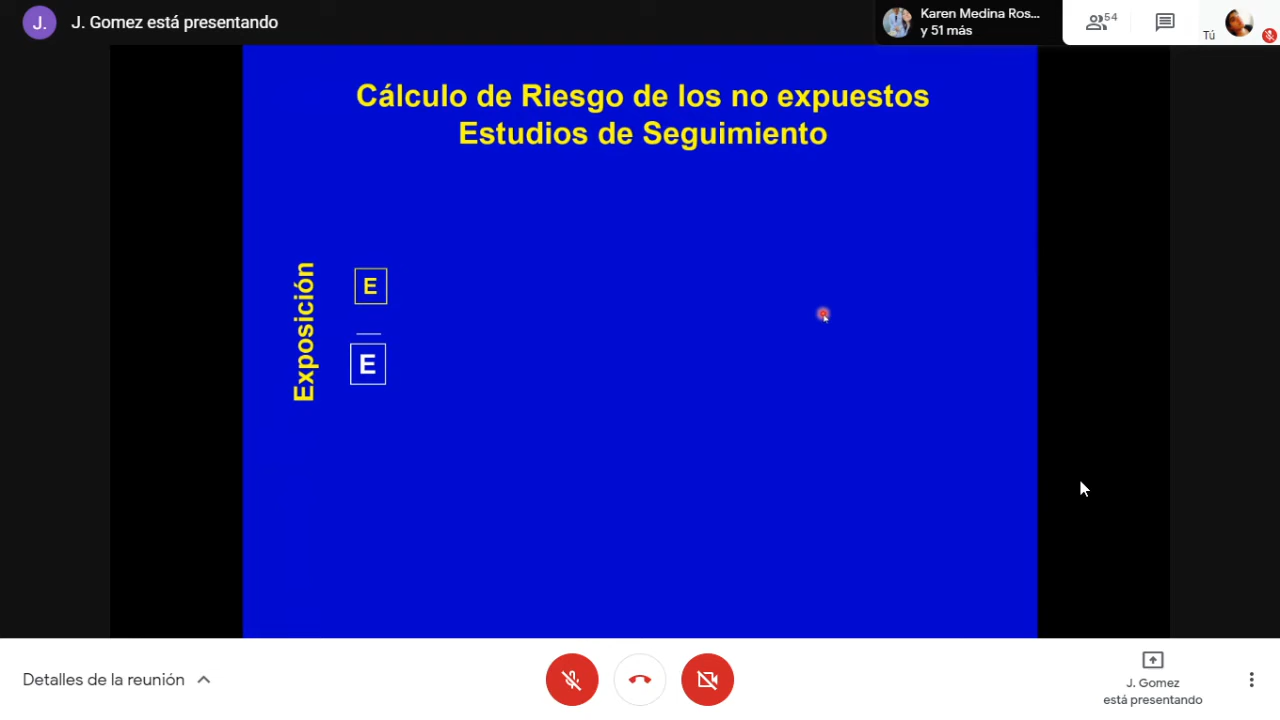 J. J. Gomez está presentando
Karen Medina Ros...
y 51 más
54
Tú
Cálculo de Riesgo de los no expuestos
Estudios de Seguimiento
Exposición
E
E
Detalles de la reunión
J. Gomez
está presentando